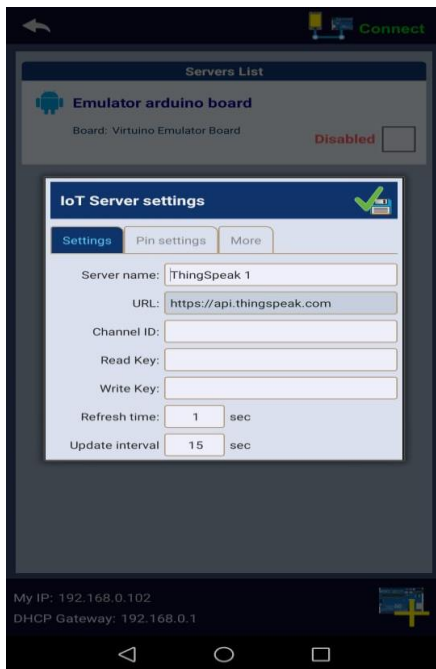 Connect
Servers List
Emulator arduino board
Board: Virtuino Emulator Board
Disabled
IoT Server settings
Settings Pin settings More
Server name: ThingSpeak 1
URL: https://api.thingspeak.com
Channel ID:
Read Key:
Write Key:
Refresh time: 1 sec
Update interval 15 sec
My IP: 192.168.0.102
DHCP Gateway: 192.168.0.1